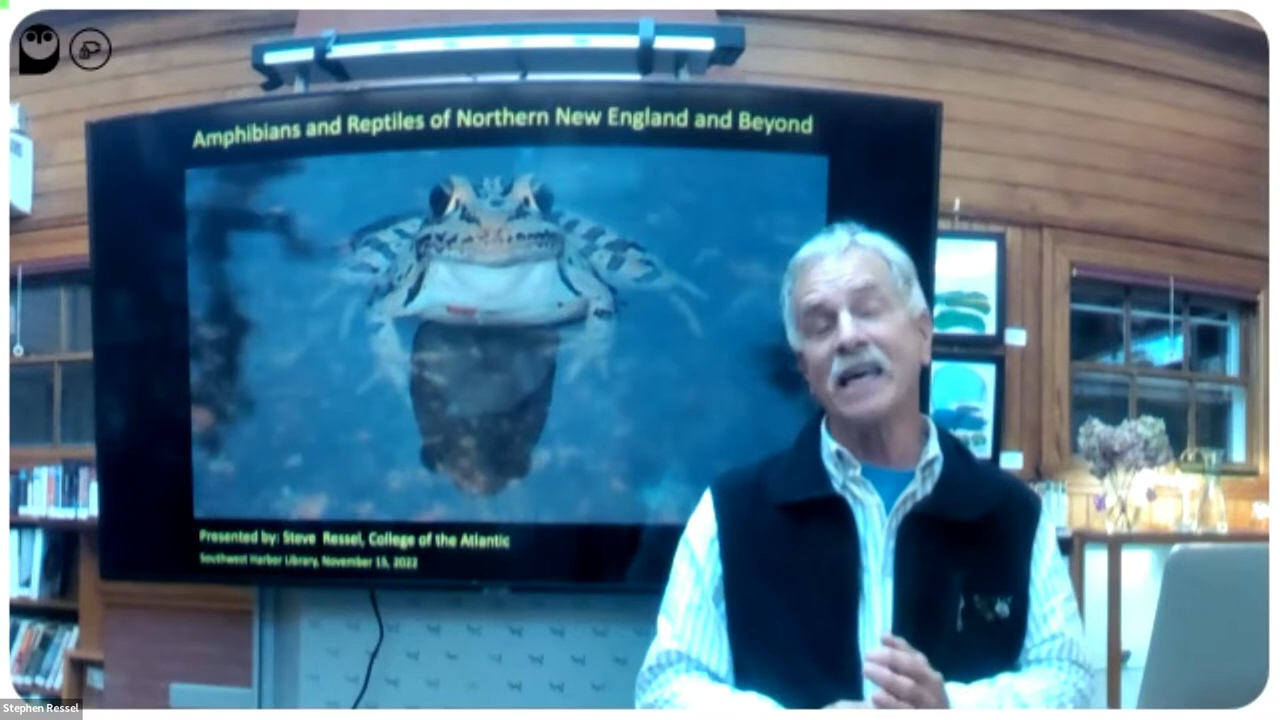 Amphibians and Reptiles of Northern New England and Beyond
Presented by: Steve Ressel, College of the Atlantic
Southwest Harbor Library, November 15, 2022
Stephen Ressel